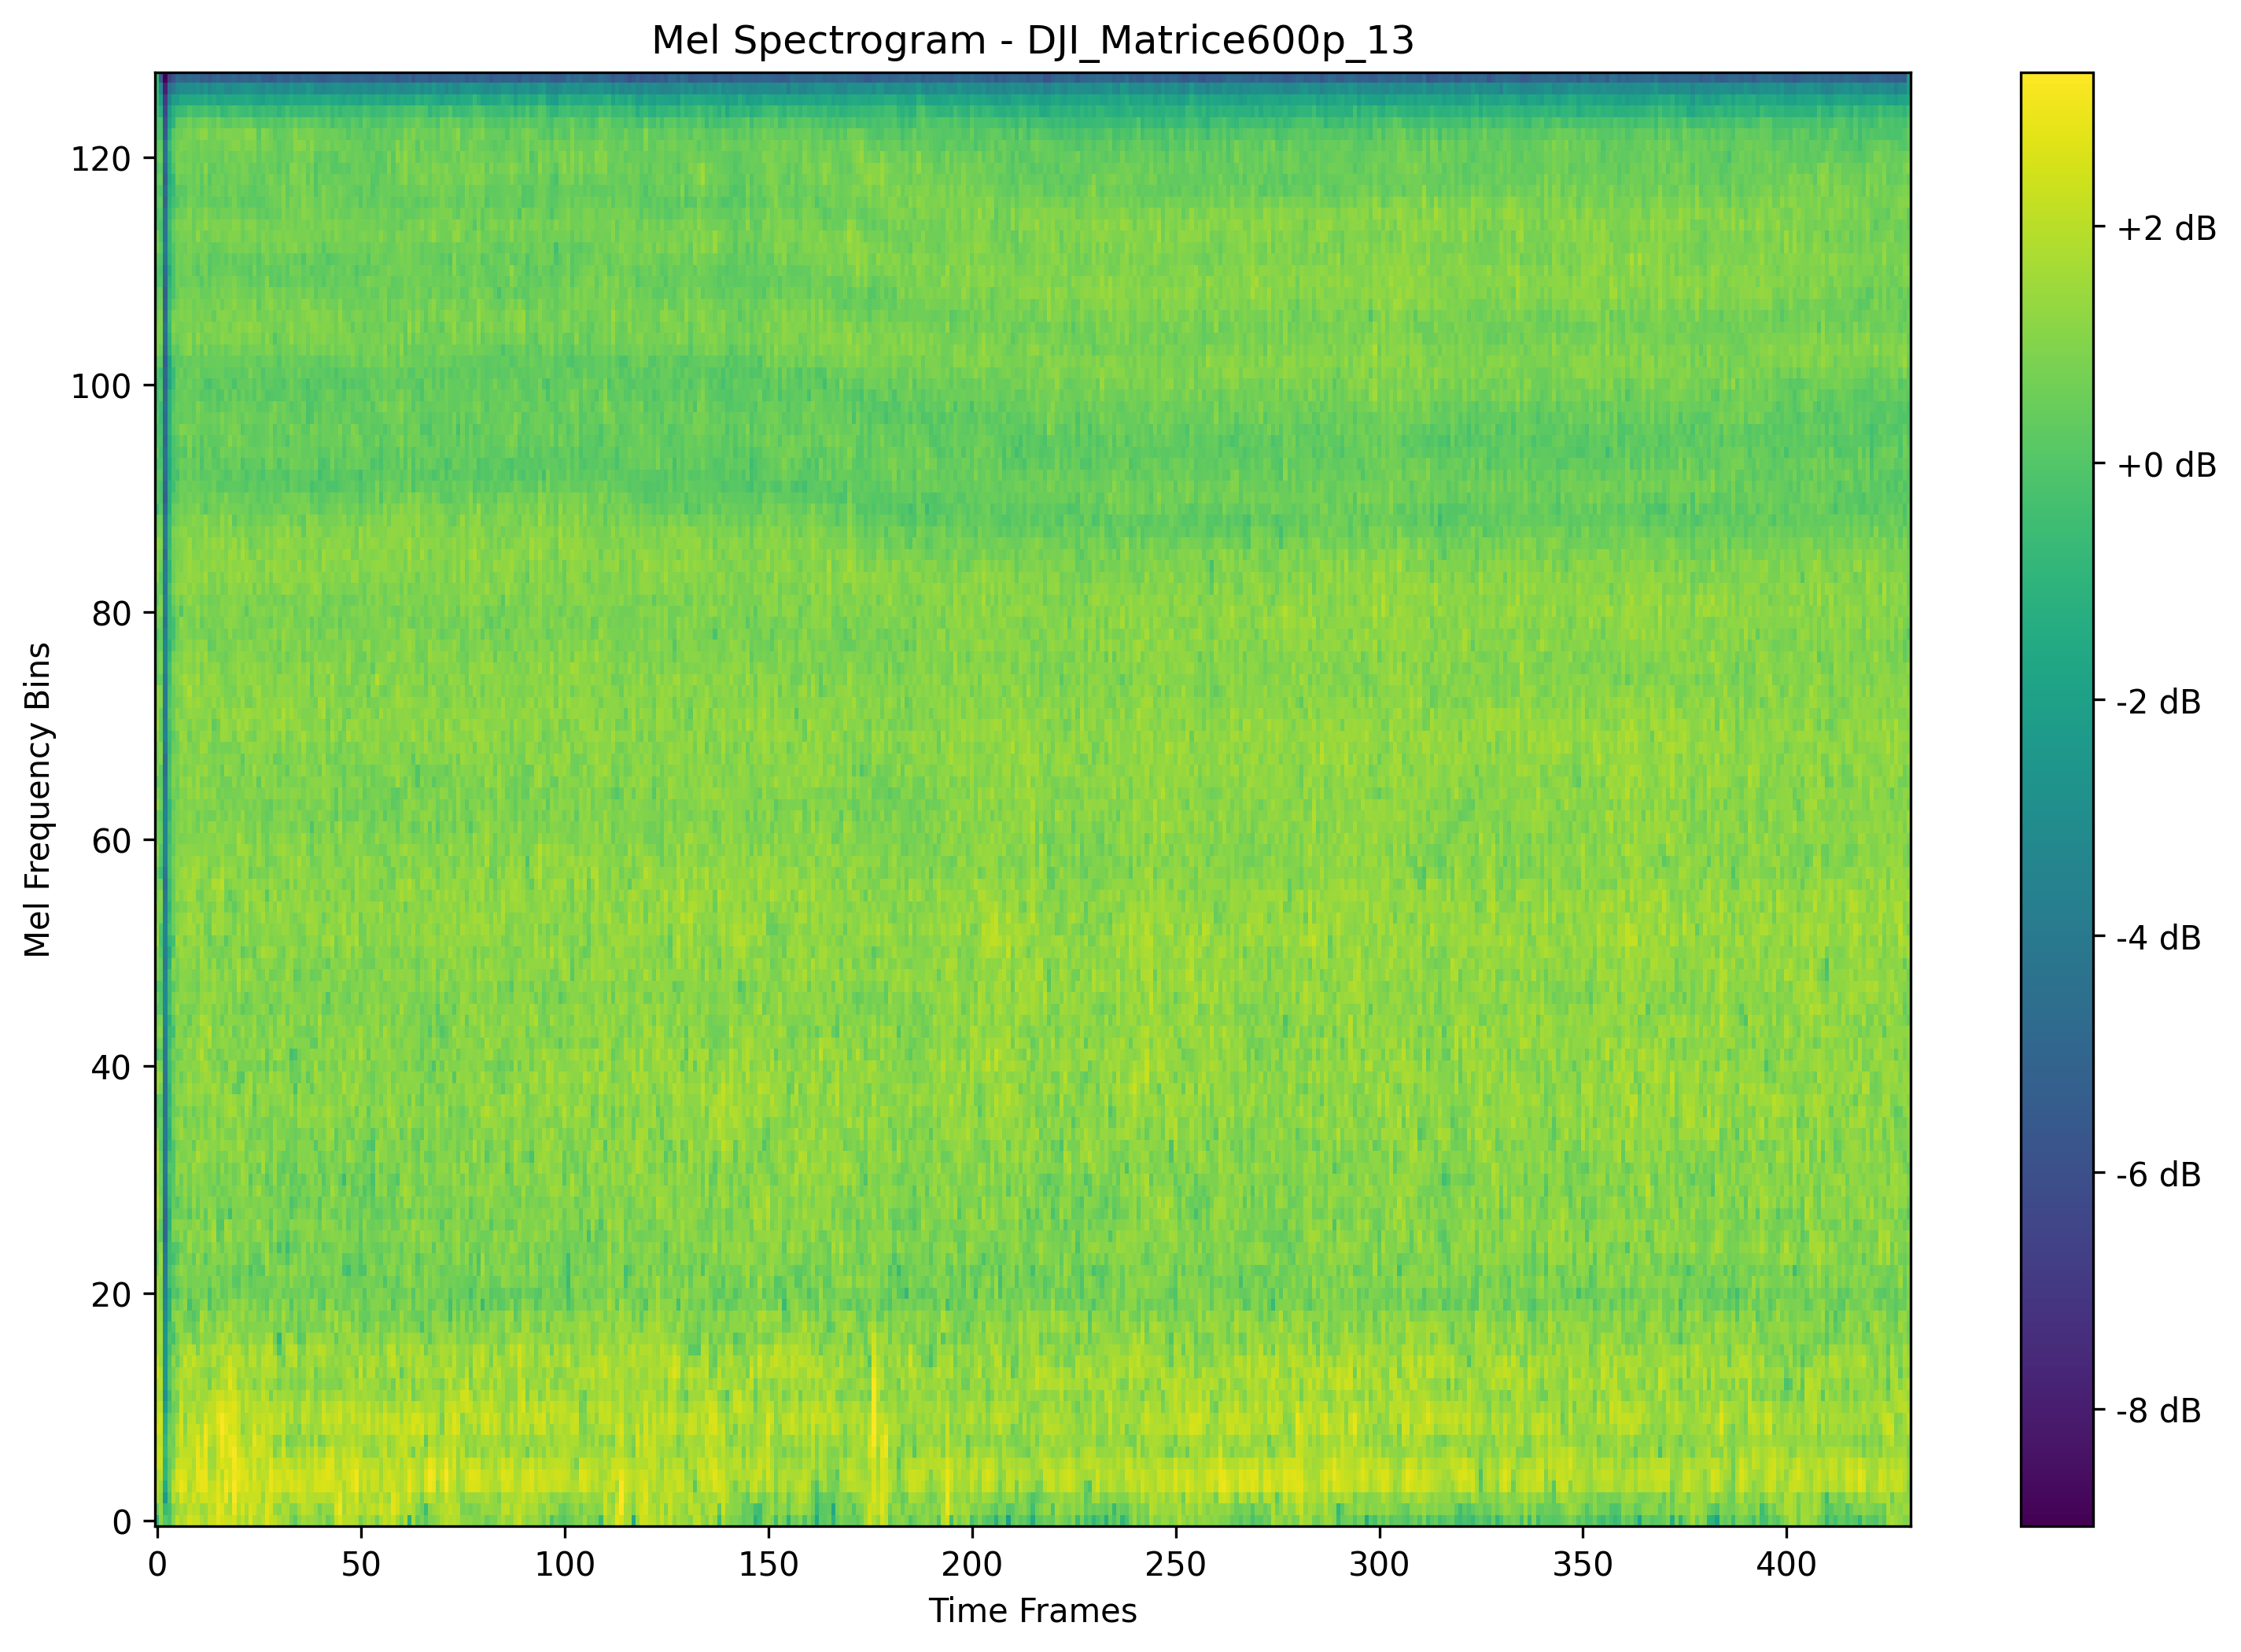 Mel Spectrogram - DJI_Matrice600p_13
120
100
80
60
40
20
0
Mel Frequency Bins
0 50 100 150 200 250 300 350 400
Time Frames
+2 dB
+0 dB
-2 dB
-4 dB
-6 dB
-8 dB